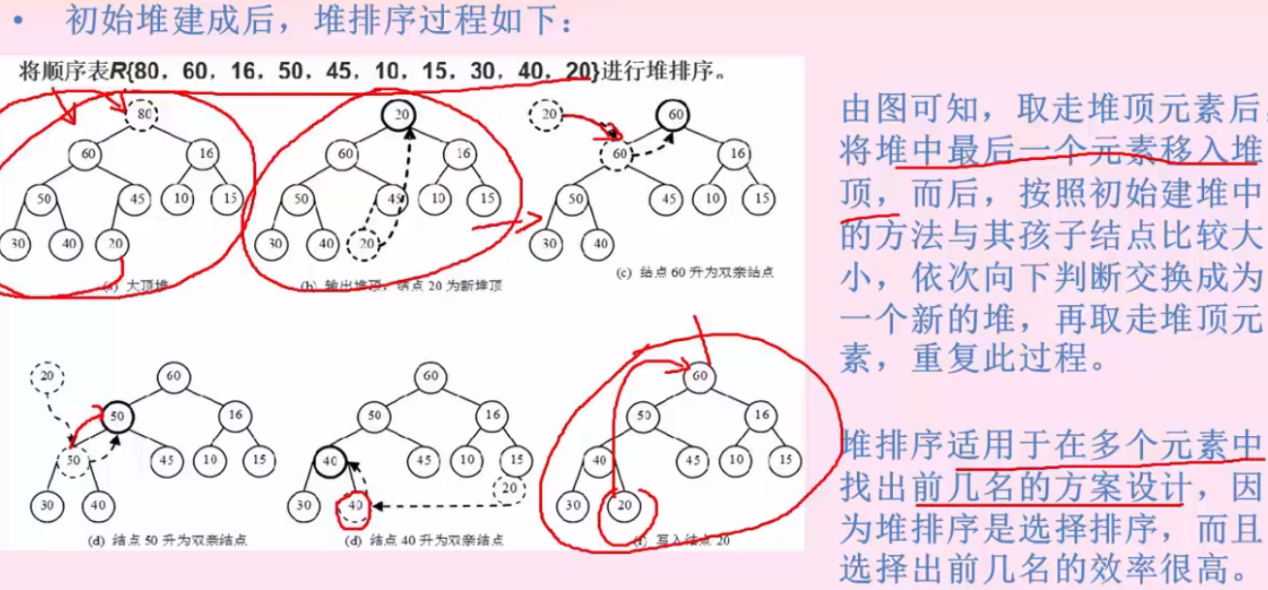 • 初始堆建成后，堆排序过程如下：
将顺序表R{80，60，16，50，45，10，15，30，40，20}进行堆排序。
80
60 16
50 45 10 15
30 40 20
(a) 大顶堆
20
60 16
50 45 10 15
30 40 20
(b) 输出堆顶，结点 20 为新堆顶
20 60
60 16
50 45 10 15
30 40
(c) 结点 60 升为双亲结点
20 60
50 16
50 45 10 15
30 40
(d) 结点 50 升为双亲结点
60
50 16
40 45 10 15
20
30 40
(d) 结点 40 升为双亲结点
60
50 16
40 45 10 15
30 20
(f) 写入结点 20
由图可知，取走堆顶元素后，
将堆中最后一个元素移入堆
顶，而后，按照初始建堆中
的方法与其孩子结点比较大
小，依次向下判断交换成为
一个新的堆，再取走堆顶元
素，重复此过程。
堆排序适用于在多个元素中
找出前几名的方案设计，因
为堆排序是选择排序，而且
选择出前几名的效率很高。